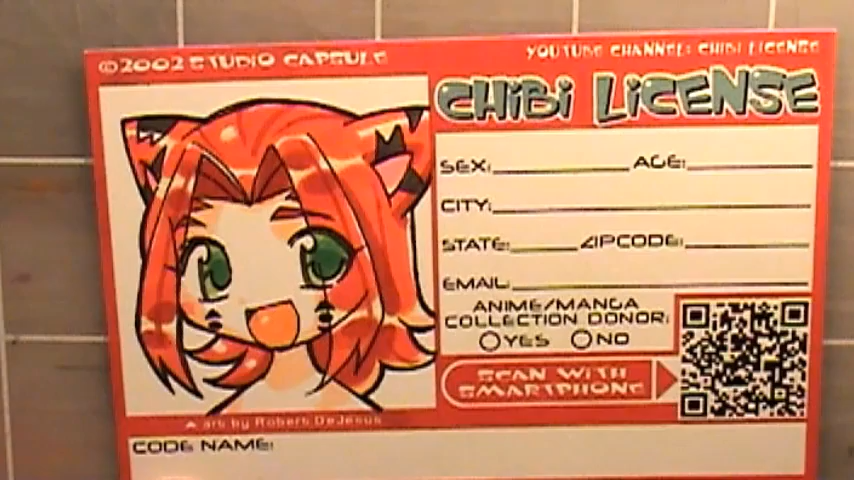 ©2002 STUDIO CAPSULE
YOUTUBE CHANNEL: CHIBI LICENSE
CHIBI LICENSE
SEX: AGE:
CITY:
STATE: ZIPCODE:
EMAIL:
ANIME/MANGA
COLLECTION DONOR:
YES NO
SCAN WITH
SMARTPHONE
art by Robert DeJesus
CODE NAME: